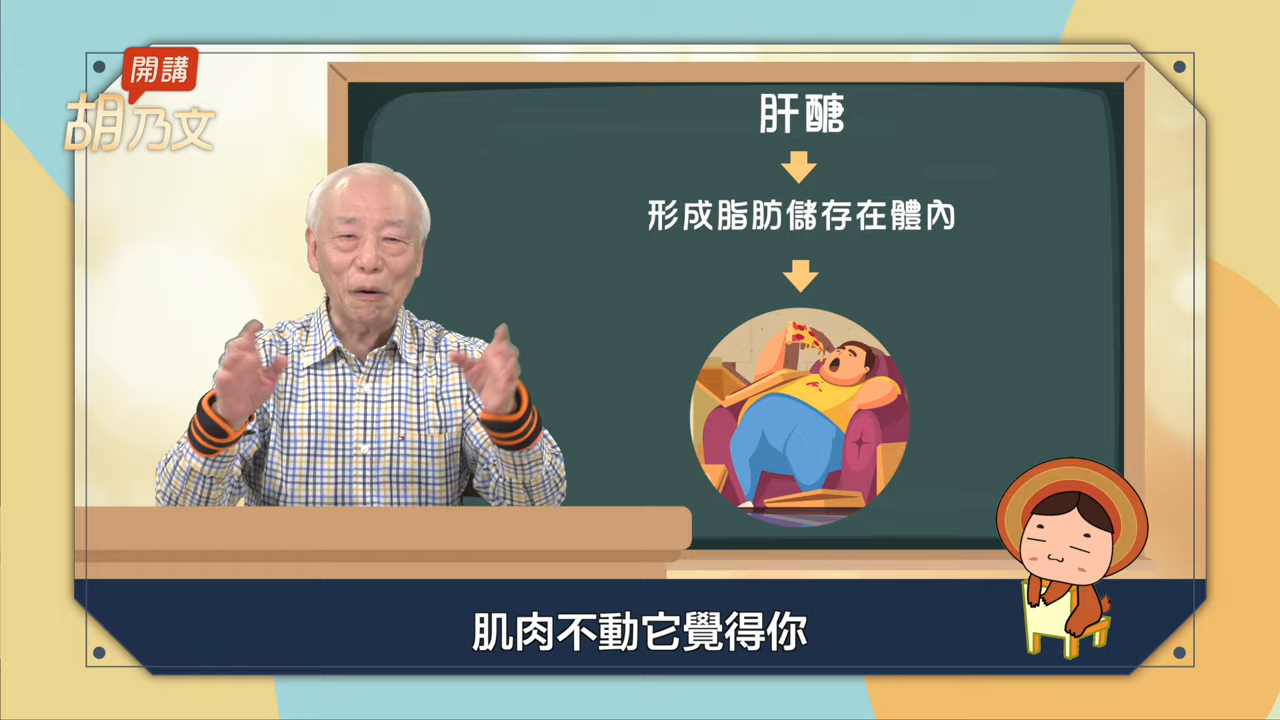 開講
胡乃文
肝醣
形成脂肪儲存在體內
肌肉不動它覺得你